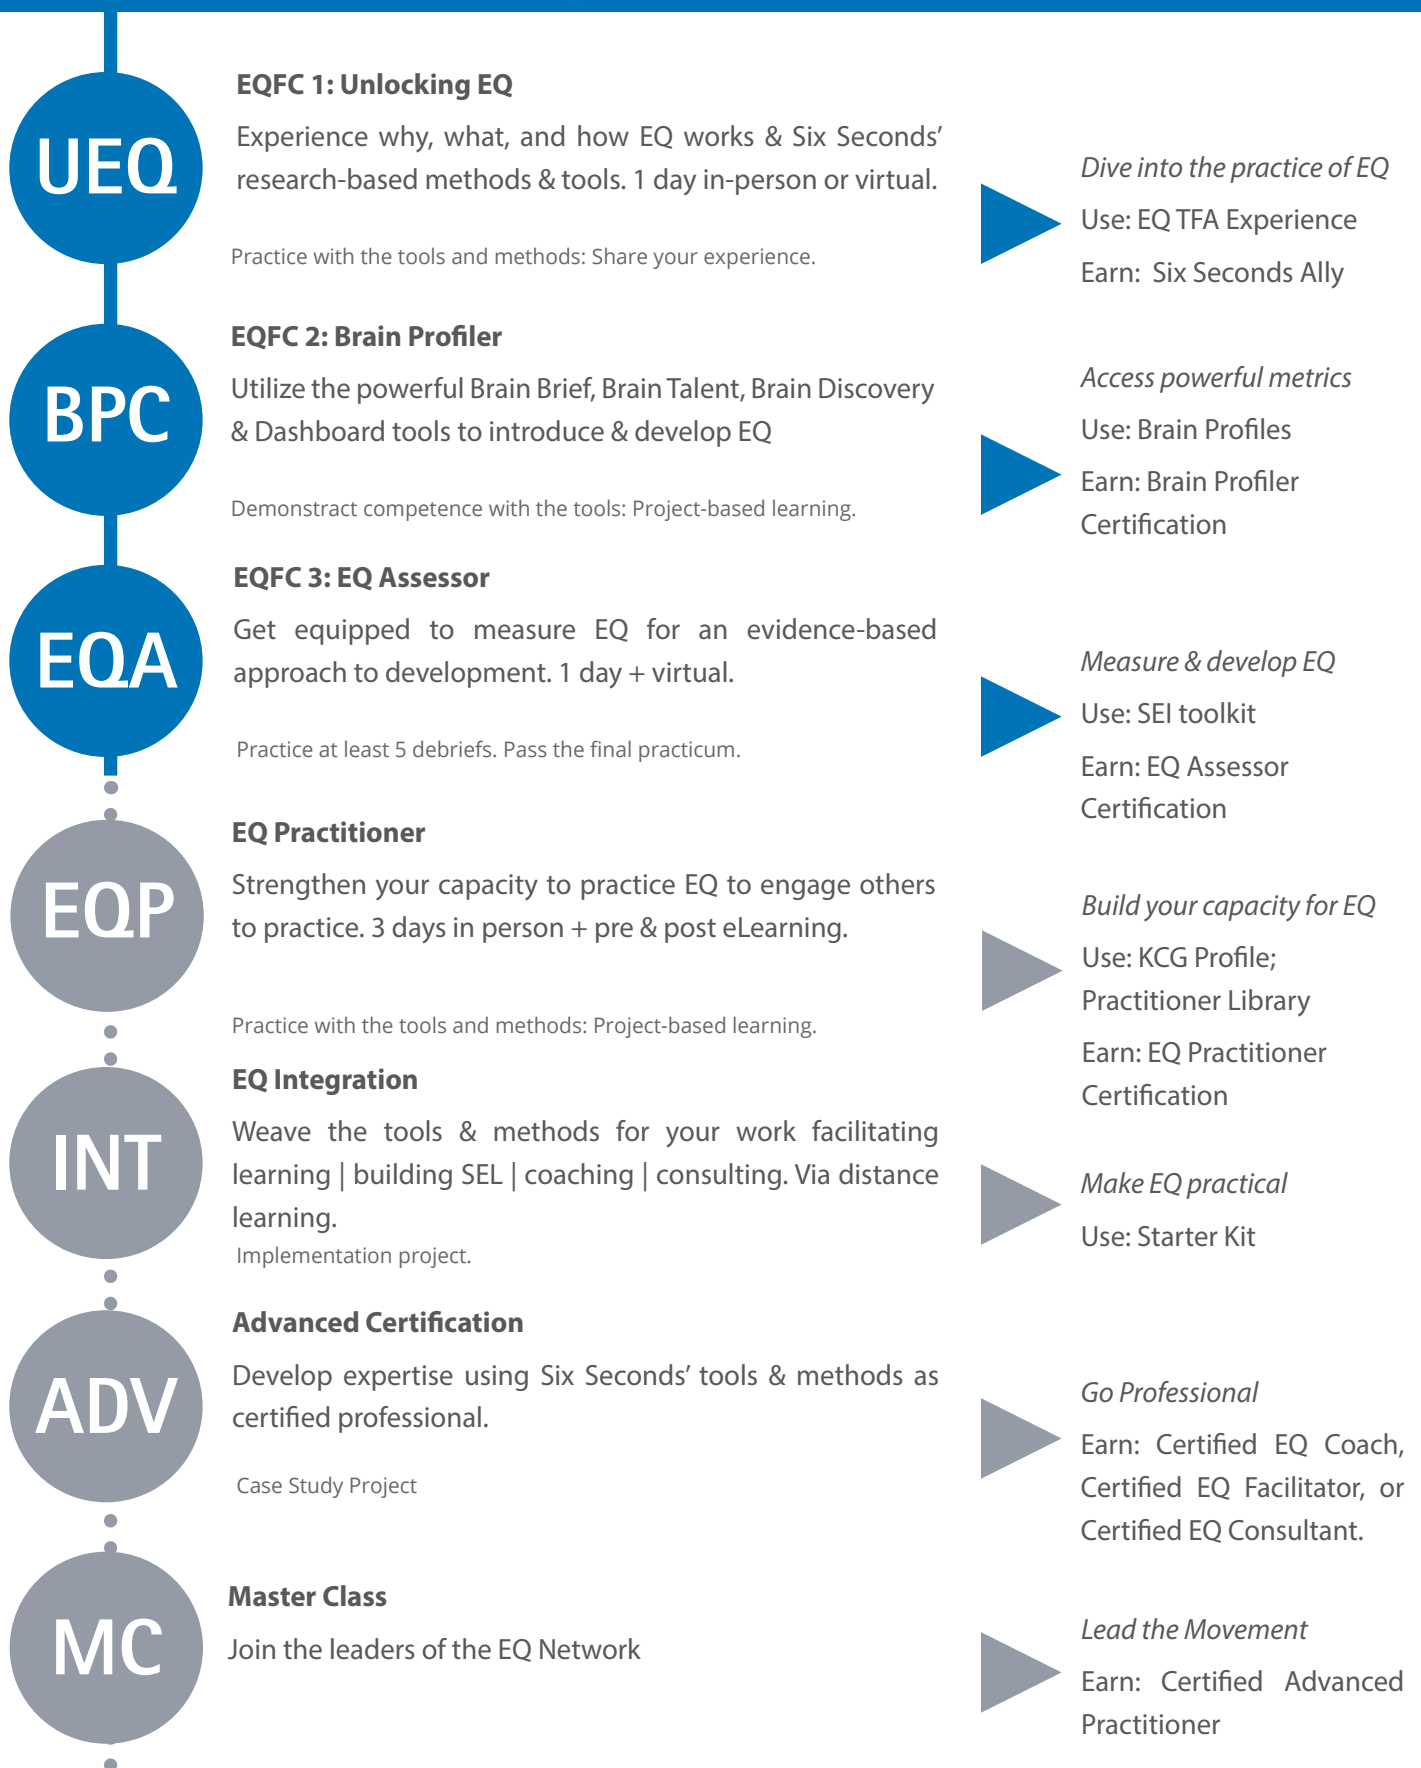 UEQ
EQFC 1: Unlocking EQ
Experience why, what, and how EQ works & Six Seconds’
research-based methods & tools. 1 day in-person or virtual.
Practice with the tools and methods: Share your experience.
Dive into the practice of EQ
Use: EQ TFA Experience
Earn: Six Seconds Ally
BPC
EQFC 2: Brain Profiler
Utilize the powerful Brain Brief, Brain Talent, Brain Discovery
& Dashboard tools to introduce & develop EQ
Demonstract competence with the tools: Project-based learning.
Access powerful metrics
Use: Brain Profiles
Earn: Brain Profiler
Certification
EQA
EQFC 3: EQ Assessor
Get equipped to measure EQ for an evidence-based
approach to development. 1 day + virtual.
Practice at least 5 debriefs. Pass the final practicum.
Measure & develop EQ
Use: SEI toolkit
Earn: EQ Assessor
Certification
EQP
EQ Practitioner
Strengthen your capacity to practice EQ to engage others
to practice. 3 days in person + pre & post eLearning.
Practice with the tools and methods: Project-based learning.
Build your capacity for EQ
Use: KCG Profile;
Practitioner Library
Earn: EQ Practitioner
Certification
INT
EQ Integration
Weave the tools & methods for your work facilitating
learning | building SEL | coaching | consulting. Via distance
learning.
Implementation project.
Make EQ practical
Use: Starter Kit
ADV
Advanced Certification
Develop expertise using Six Seconds’ tools & methods as
certified professional.
Case Study Project
Go Professional
Earn: Certified EQ Coach,
Certified EQ Facilitator, or
Certified EQ Consultant.
MC
Master Class
Join the leaders of the EQ Network
Lead the Movement
Earn: Certified Advanced
Practitioner